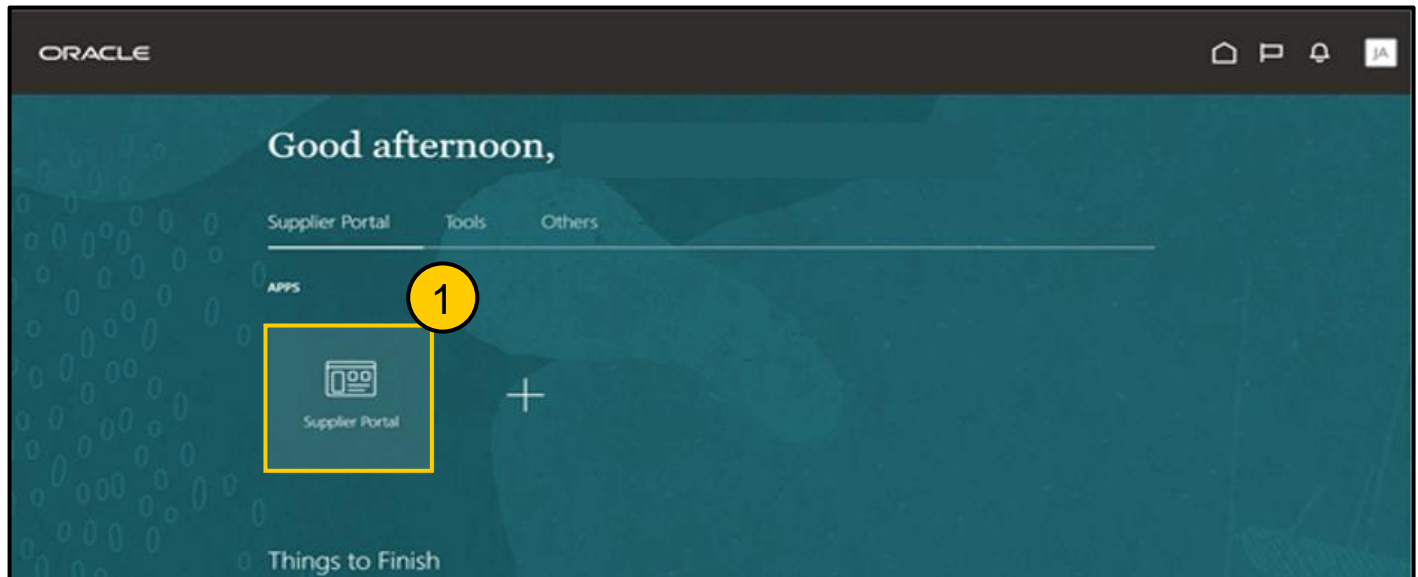 ORACLE
JA
Good afternoon,
Supplier Portal Tools Others
APPS
1
Supplier Portal
Things to Finish